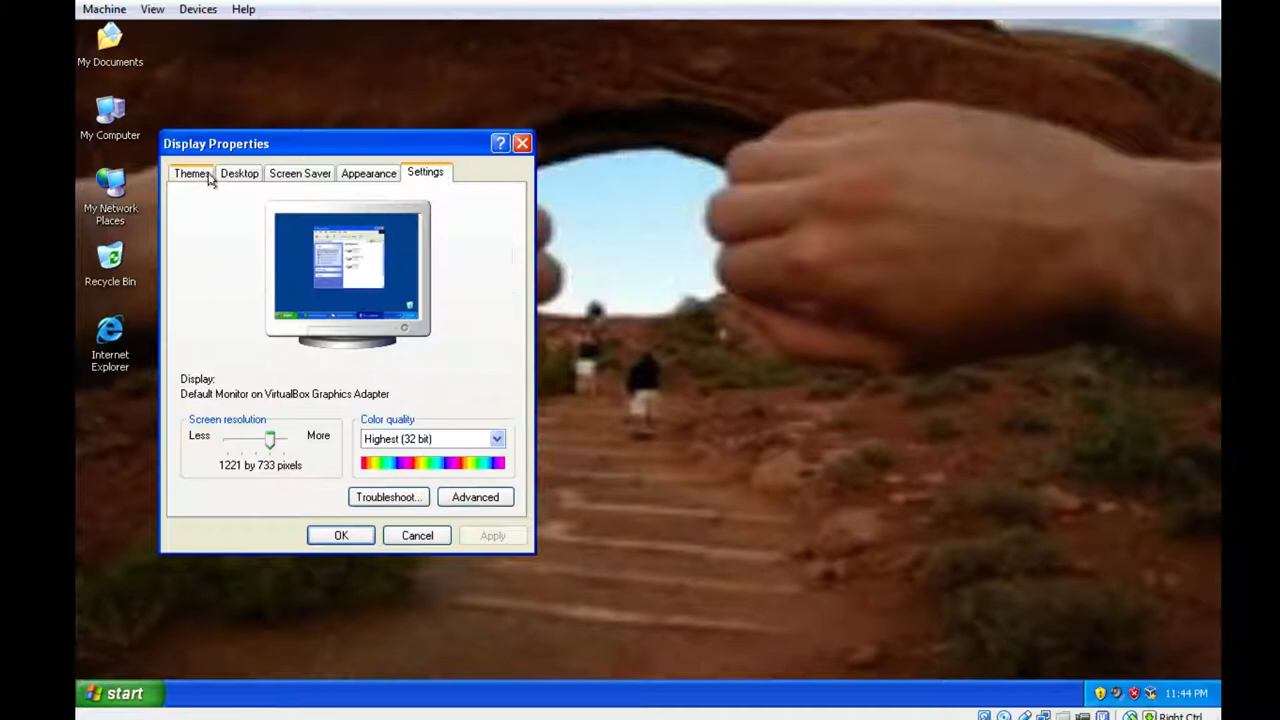 Machine View Devices Help
My Documents
My Computer
My Network
Places
Recycle Bin
Internet
Explorer
Display Properties
Themes Desktop Screen Saver Appearance Settings
Display:
Default Monitor on VirtualBox Graphics Adapter
Screen resolution
Less More
1221 by 733 pixels
Color quality
Highest (32 bit)
Troubleshoot... Advanced
OK Cancel Apply
start
11:44 PM
Right Ctrl